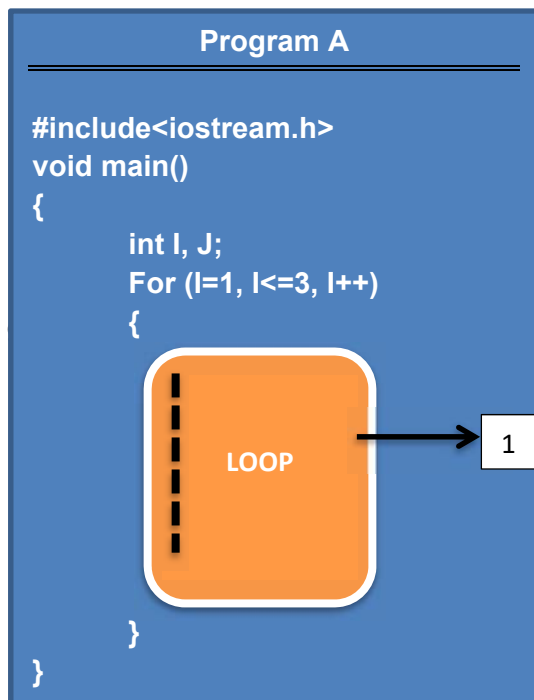 Program A
#include<iostream.h>
void main()
{
int I, J;
For (I=1, I<=3, I++)
{
LOOP
1
}
}